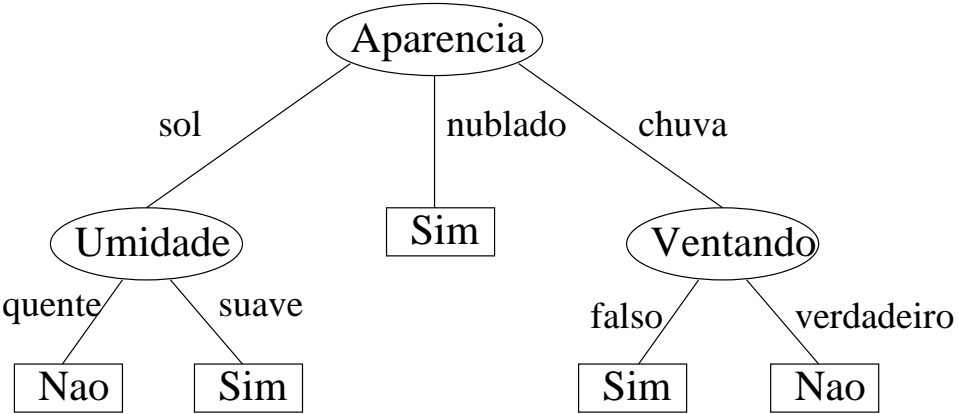 Aparencia
sol nublado chuva
Umidade Sim Ventando
quente suave falso verdadeiro
Nao Sim Sim Nao